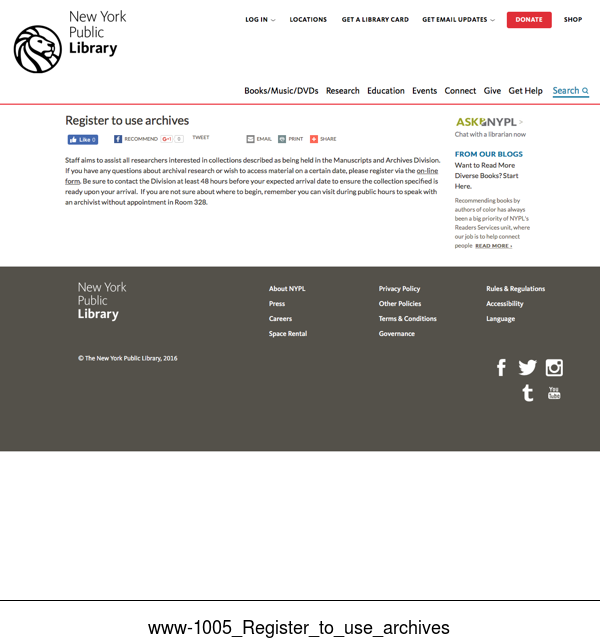 New York
Public
Library
LOG IN
LOCATIONS
GET A LIBRARY CARD
GET EMAIL UPDATES
DONATE
SHOP
Books/Music/DVDs
Research
Education
Events
Connect
Give
Get Help
Search
Register to use archives
Like 0
RECOMMEND
G+1
0
TWEET
EMAIL
PRINT
SHARE
Staff aims to assist all researchers interested in collections described as being held in the Manuscripts and Archives Division.
If you have any questions about archival research or wish to access material on a certain date, please register via the on-line
form. Be sure to contact the Division at least 48 hours before your expected arrival date to ensure the collection specified is
ready upon your arrival. If you are not sure about where to begin, remember you can visit during public hours to speak with
an archivist without appointment in Room 328.
ASK NYPL >
Chat with a librarian now
FROM OUR BLOGS
Want to Read More
Diverse Books? Start
Here.
Recommending books by
authors of color has always
been a big priority of NYPL's
Readers Services unit, where
our job is to help connect
people READ MORE ›
New York
Public
Library
About NYPL
Press
Careers
Space Rental
Privacy Policy
Other Policies
Terms & Conditions
Governance
Rules & Regulations
Accessibility
Language
© The New York Public Library, 2016
You
Tube
www-1005_Register_to_use_archives